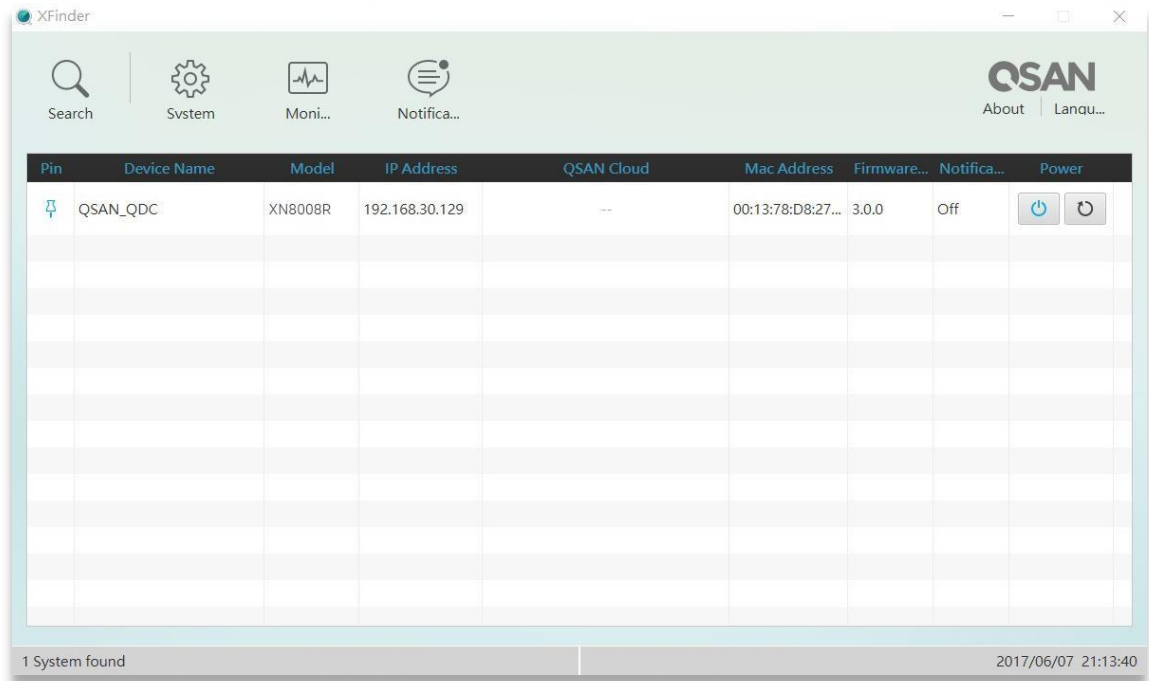 XFinder
Search System Moni... Notifica...
QSAN
About Langu...
Pin Device Name Model IP Address QSAN Cloud Mac Address Firmware... Notifica... Power
QSAN_QDC XN8008R 192.168.30.129 -- 00:13:78:D8:27... 3.0.0 Off
1 System found 2017/06/07 21:13:40